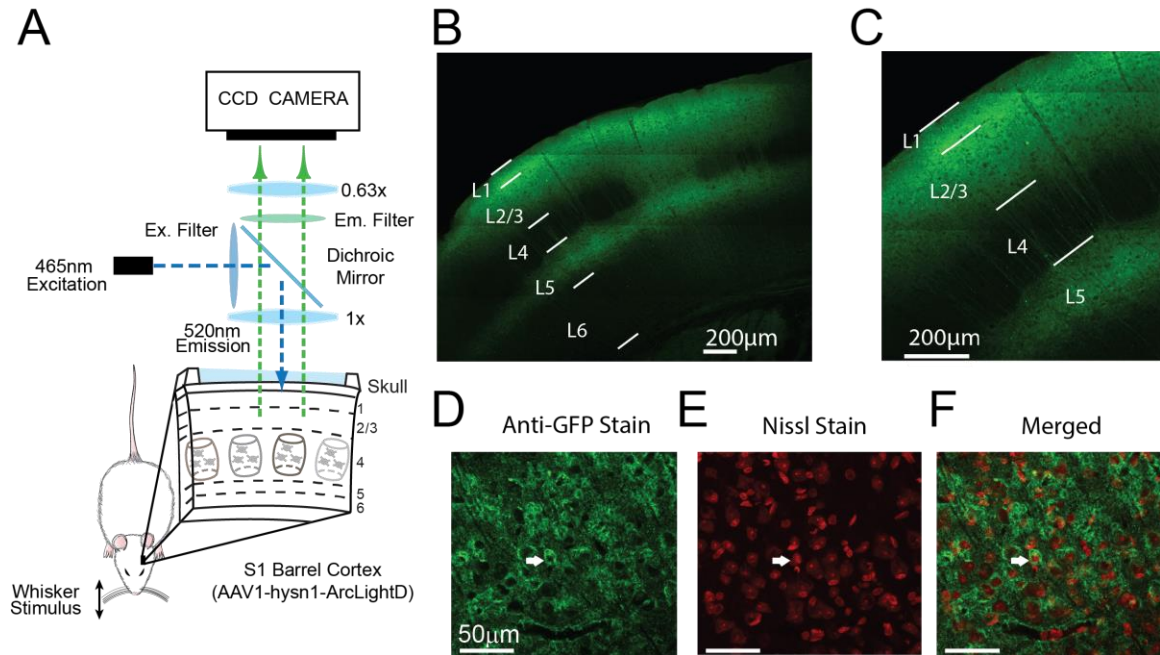 A
CCD CAMERA
0.63x
Em. Filter
Ex. Filter
Dichroic
Mirror
465nm
Excitation
1x
520nm
Emission
Skull
1
2/3
4
5
6
S1 Barrel Cortex
(AAV1-hysn1-ArcLightD)
Whisker
Stimulus
B
L1
L2/3
L4
L5
L6
200μm
C
L1
L2/3
L4
L5
200μm
D
Anti-GFP Stain
50μm
E
Nissl Stain
F
Merged